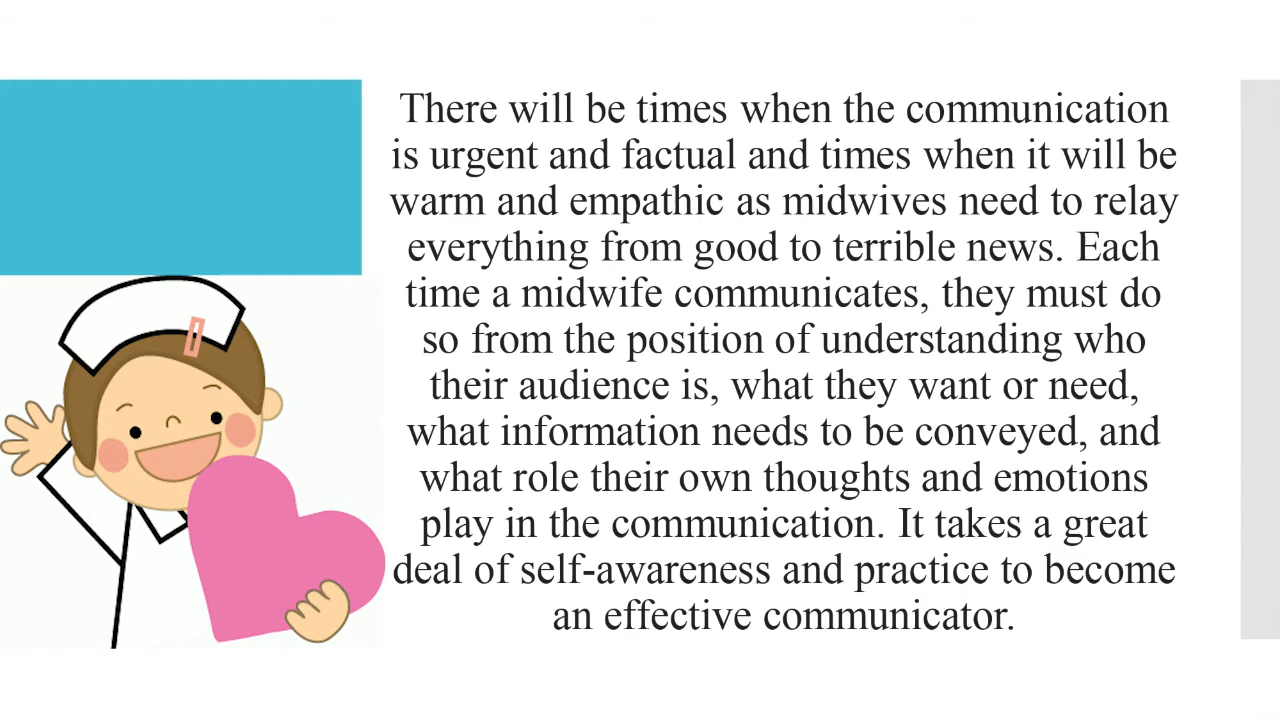 There will be times when the communication
is urgent and factual and times when it will be
warm and empathic as midwives need to relay
everything from good to terrible news. Each
time a midwife communicates, they must do
so from the position of understanding who
their audience is, what they want or need,
what information needs to be conveyed, and
what role their own thoughts and emotions
play in the communication. It takes a great
deal of self-awareness and practice to become
an effective communicator.